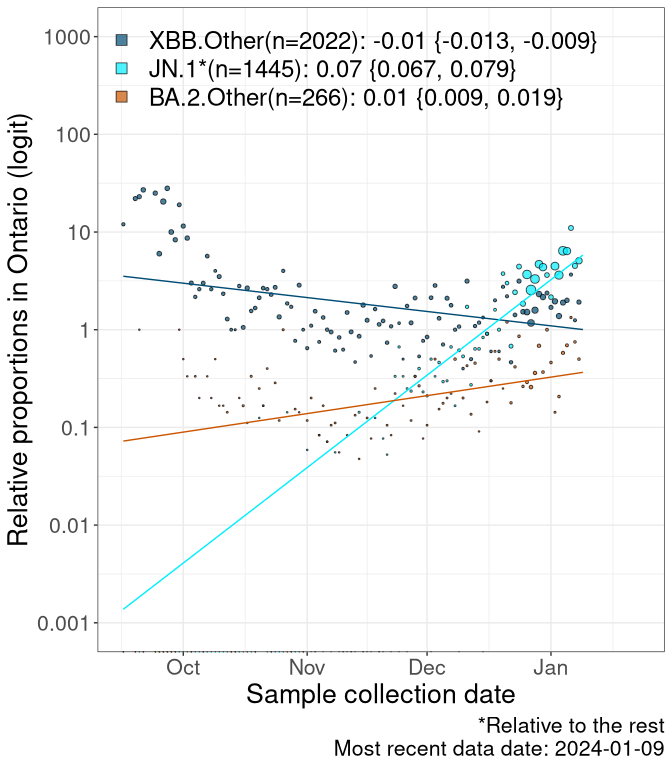 XBB.Other(n=2022): -0.01 {-0.013, -0.009}
JN.1*(n=1445): 0.07 {0.067, 0.079}
BA.2.Other(n=266): 0.01 {0.009, 0.019}
Relative proportions in Ontario (logit)
1000
100
10
1
0.1
0.01
0.001
Oct Nov Dec Jan
Sample collection date
*Relative to the rest
Most recent data date: 2024-01-09